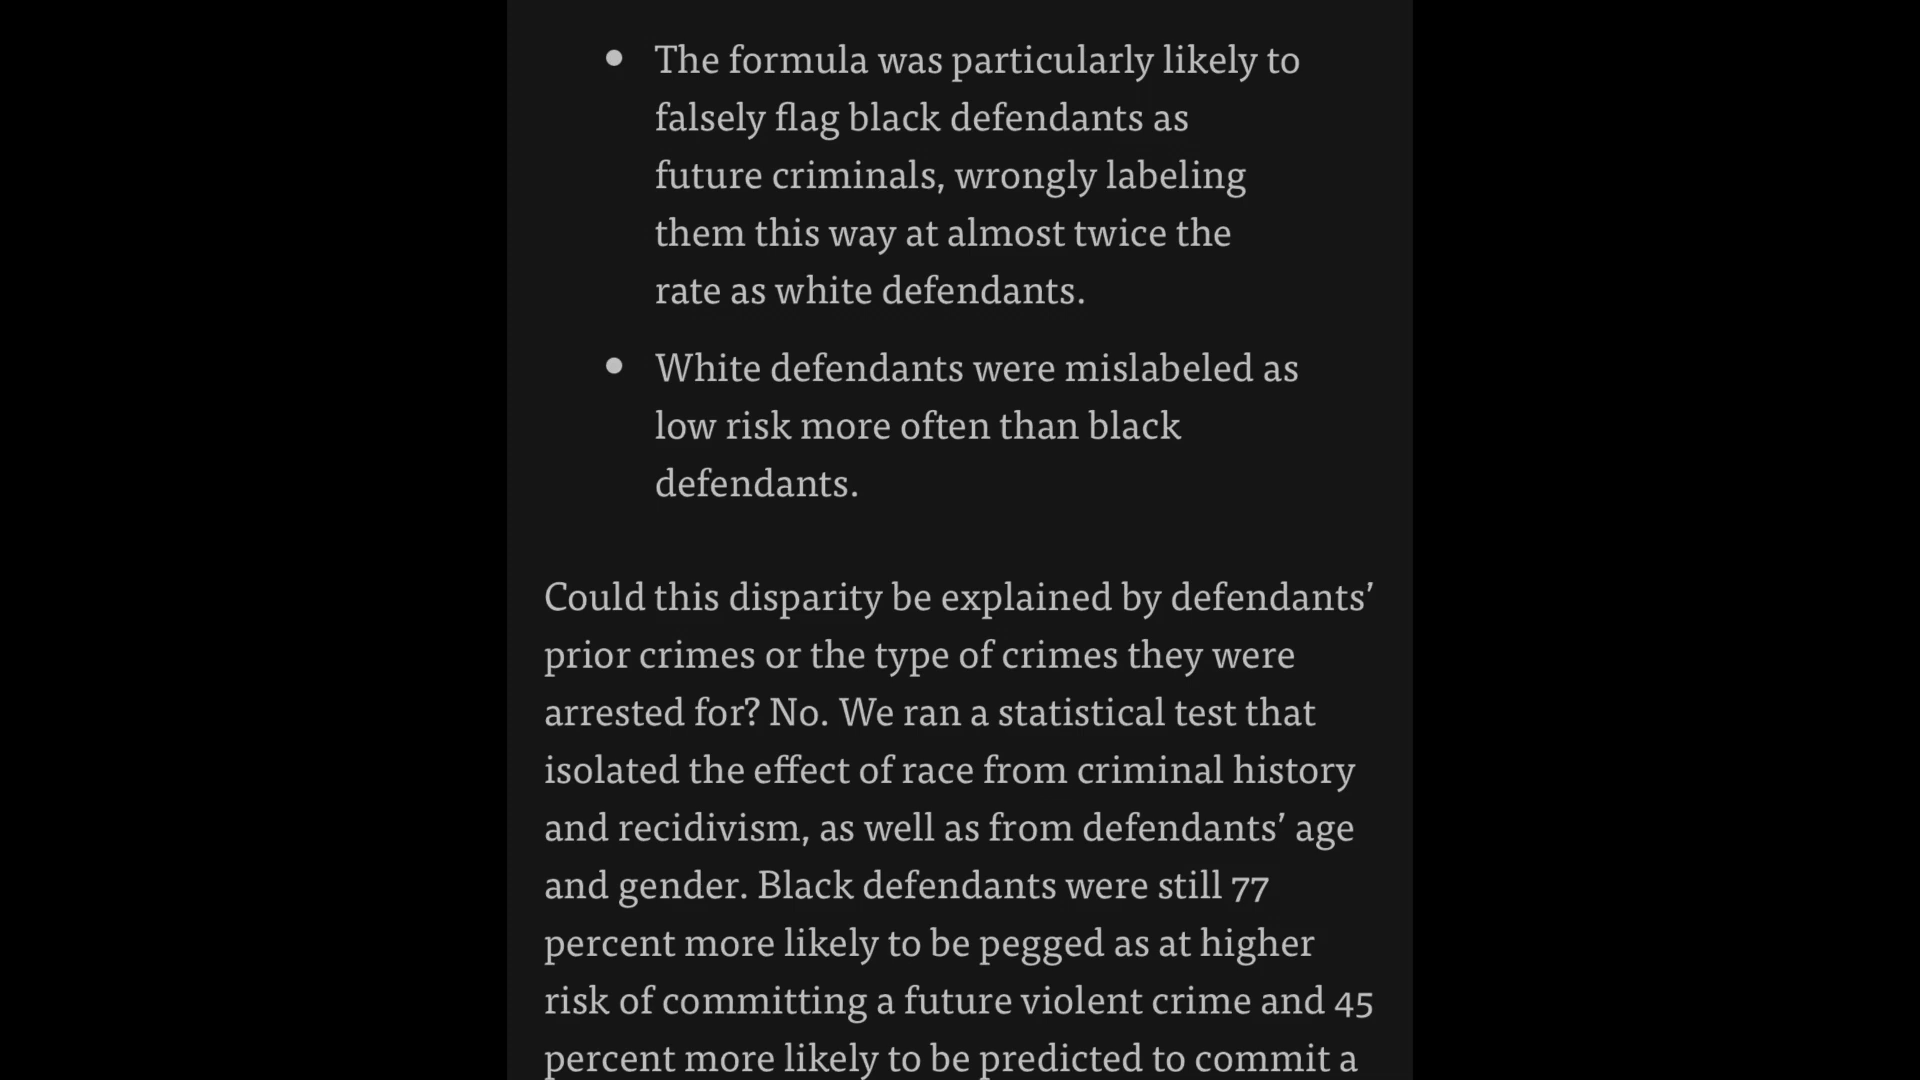 • The formula was particularly likely to
falsely flag black defendants as
future criminals, wrongly labeling
them this way at almost twice the
rate as white defendants.
• White defendants were mislabeled as
low risk more often than black
defendants.
Could this disparity be explained by defendants’
prior crimes or the type of crimes they were
arrested for? No. We ran a statistical test that
isolated the effect of race from criminal history
and recidivism, as well as from defendants’ age
and gender. Black defendants were still 77
percent more likely to be pegged as at higher
risk of committing a future violent crime and 45
percent more likely to be predicted to commit a